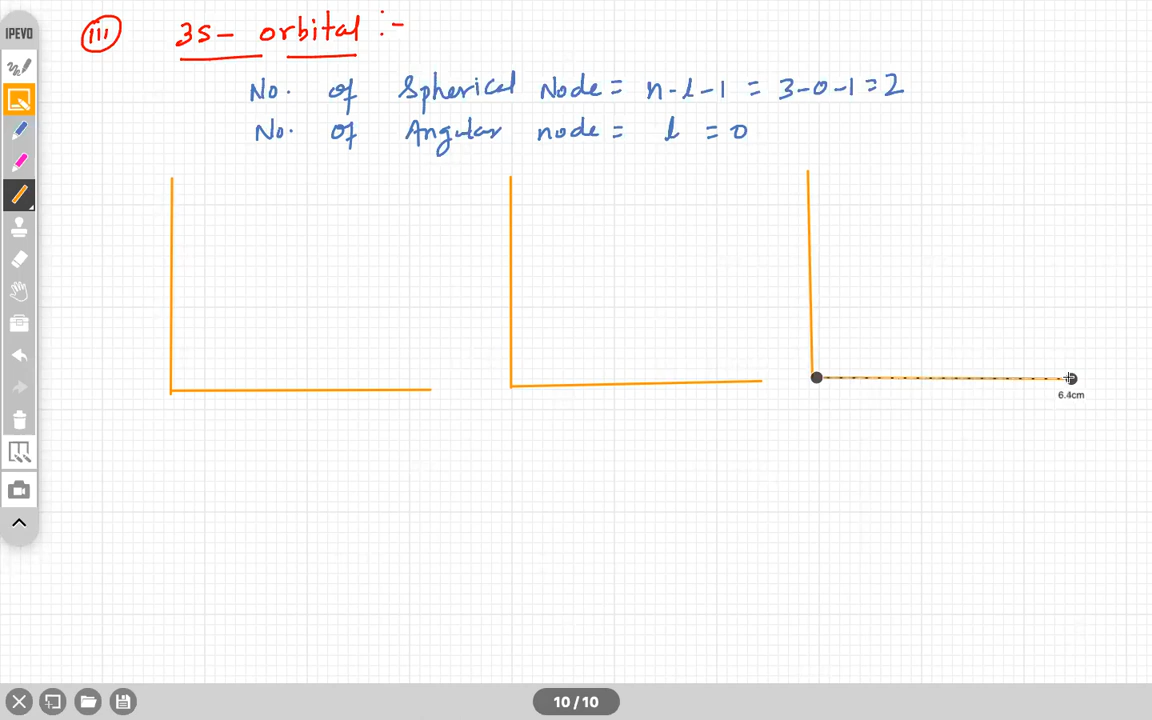 IPEVO
(III) 3s- orbital :-
No. of Spherical Node = n-l-1 = 3-0-1 = 2
No. of Angular node = l = 0
6.4cm
10/10